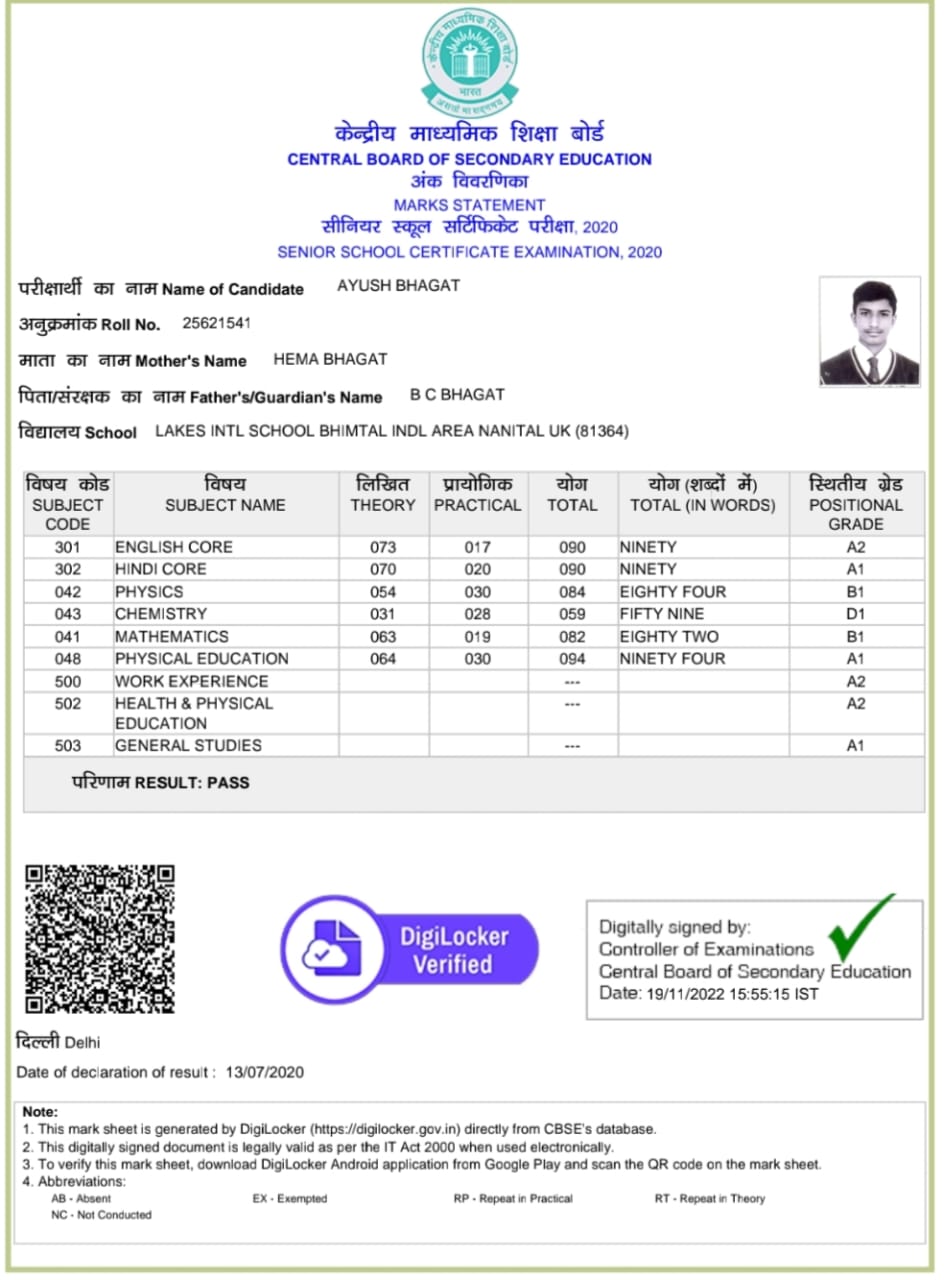 केन्द्रीय माध्यमिक शिक्षा बोर्ड
भारत
असतो मा सद्गमय
केन्द्रीय माध्यमिक शिक्षा बोर्ड
CENTRAL BOARD OF SECONDARY EDUCATION
अंक विवरणिका
MARKS STATEMENT
सीनियर स्कूल सर्टिफिकेट परीक्षा, 2020
SENIOR SCHOOL CERTIFICATE EXAMINATION, 2020
परीक्षार्थी का नाम Name of Candidate AYUSH BHAGAT
अनुक्रमांक Roll No. 25621541
माता का नाम Mother's Name HEMA BHAGAT
पिता/संरक्षक का नाम Father's/Guardian's Name B C BHAGAT
विद्यालय School LAKES INTL SCHOOL BHIMTAL INDL AREA NANITAL UK (81364)
विषय कोड विषय लिखित प्रायोगिक योग योग (शब्दों में) स्थितीय ग्रेड
SUBJECT SUBJECT NAME THEORY PRACTICAL TOTAL TOTAL (IN WORDS) POSITIONAL
CODE GRADE
301 ENGLISH CORE 073 017 090 NINETY A2
302 HINDI CORE 070 020 090 NINETY A1
042 PHYSICS 054 030 084 EIGHTY FOUR B1
043 CHEMISTRY 031 028 059 FIFTY NINE D1
041 MATHEMATICS 063 019 082 EIGHTY TWO B1
048 PHYSICAL EDUCATION 064 030 094 NINETY FOUR A1
500 WORK EXPERIENCE --- A2
502 HEALTH & PHYSICAL --- A2
EDUCATION
503 GENERAL STUDIES --- A1
परिणाम RESULT: PASS
DigiLocker
Verified
Digitally signed by:
Controller of Examinations
Central Board of Secondary Education
Date: 19/11/2022 15:55:15 IST
दिल्ली Delhi
Date of declaration of result : 13/07/2020
Note:
1. This mark sheet is generated by DigiLocker (https://digilocker.gov.in) directly from CBSE's database.
2. This digitally signed document is legally valid as per the IT Act 2000 when used electronically.
3. To verify this mark sheet, download DigiLocker Android application from Google Play and scan the QR code on the mark sheet.
4. Abbreviations:
AB - Absent EX - Exempted RP - Repeat in Practical RT - Repeat in Theory
NC - Not Conducted